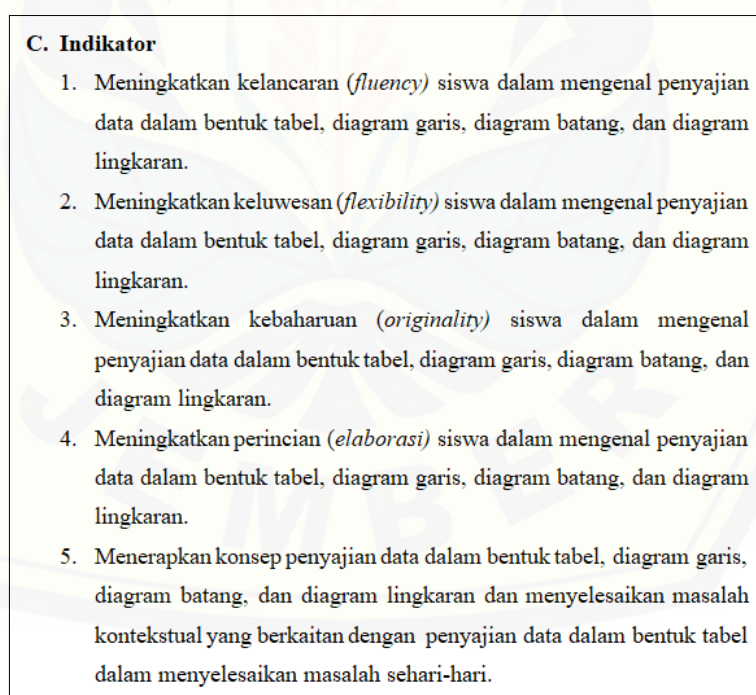 C. Indikator
1. Meningkatkan kelancaran (fluency) siswa dalam mengenal penyajian
data dalam bentuk tabel, diagram garis, diagram batang, dan diagram
lingkaran.
2. Meningkatkan keluwesan (flexibility) siswa dalam mengenal penyajian
data dalam bentuk tabel, diagram garis, diagram batang, dan diagram
lingkaran.
3. Meningkatkan kebaharuan (originality) siswa dalam mengenal
penyajian data dalam bentuk tabel, diagram garis, diagram batang, dan
diagram lingkaran.
4. Meningkatkan perincian (elaborasi) siswa dalam mengenal penyajian
data dalam bentuk tabel, diagram garis, diagram batang, dan diagram
lingkaran.
5. Menerapkan konsep penyajian data dalam bentuk tabel, diagram garis,
diagram batang, dan diagram lingkaran dan menyelesaikan masalah
kontekstual yang berkaitan dengan penyajian data dalam bentuk tabel
dalam menyelesaikan masalah sehari-hari.
JEMBER